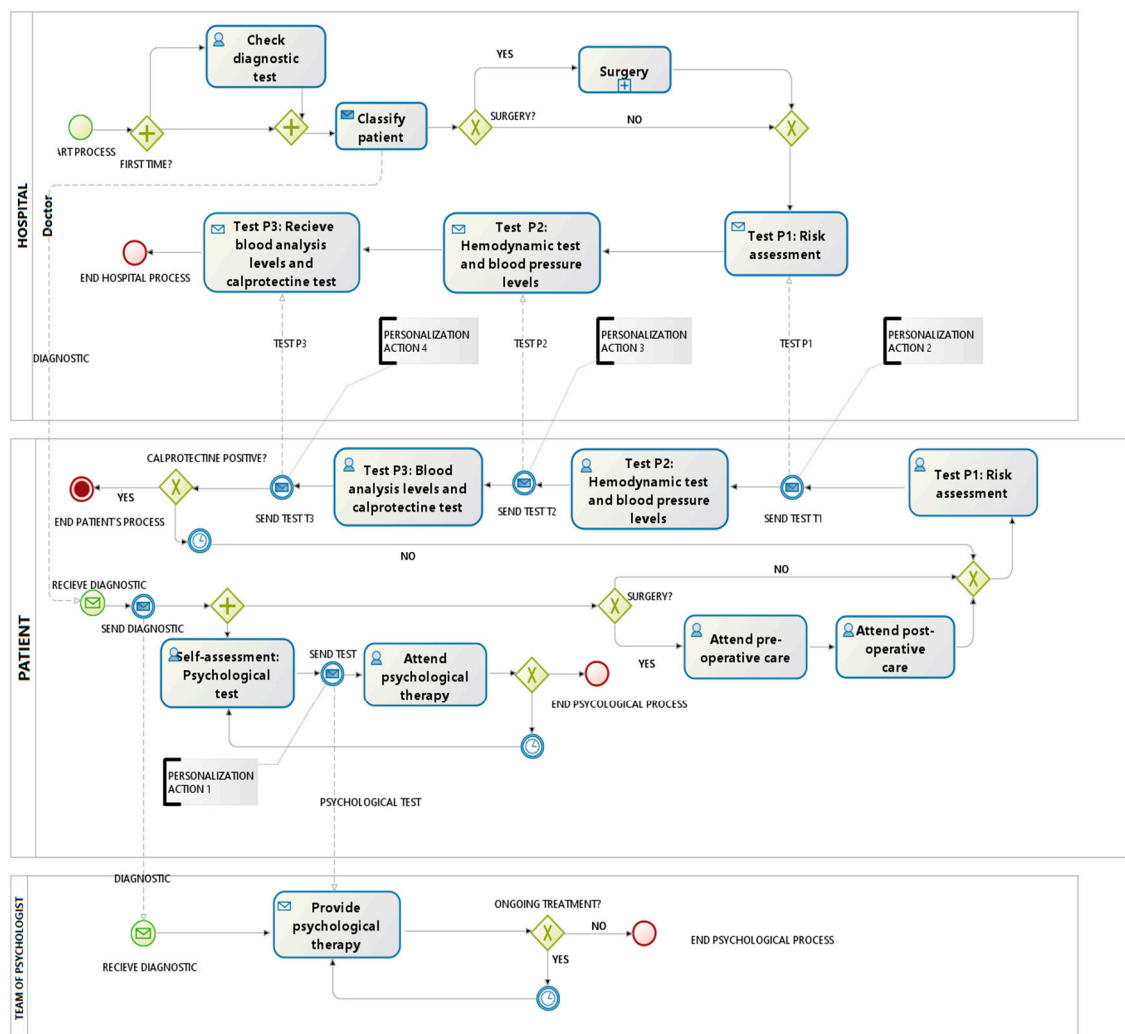 HOSPITAL
Doctor
Check
diagnostic
test
YES
Surgery
Classify
patient
SURGERY?
NO
ART PROCESS
FIRST TIME?
Test P3: Recieve
blood analysis
levels and
calprotectine test
Test P2:
Hemodynamic test
and blood pressure
levels
Test P1: Risk
assessment
END HOSPITAL PROCESS
DIAGNOSTIC
TEST P3
PERSONALIZATION
ACTION 4
TEST P2
PERSONALIZATION
ACTION 3
TEST P1
PERSONALIZATION
ACTION 2
PATIENT
CALPROTECTINE POSITIVE?
YES
END PATIENT'S PROCESS
SEND TEST T3
Test P3: Blood
analysis levels and
calprotectine test
SEND TEST T2
Test P2:
Hemodynamic test
and blood pressure
levels
SEND TEST T1
Test P1: Risk
assessment
NO
RECIEVE DIAGNOSTIC
SEND DIAGNOSTIC
NO
SURGERY?
YES
Attend pre-
operative care
Attend post-
operative care
Self-assessment:
Psychological
test
SEND TEST
Attend
psychological
therapy
END PSYCOLOGICAL PROCESS
PERSONALIZATION
ACTION 1
PSYCHOLOGICAL TEST
TEAM OF PSYCHOLOGIST
DIAGNOSTIC
RECIEVE DIAGNOSTIC
Provide
psychological
therapy
ONGOING TREATMENT?
NO
YES
END PSYCHOLOGICAL PROCESS